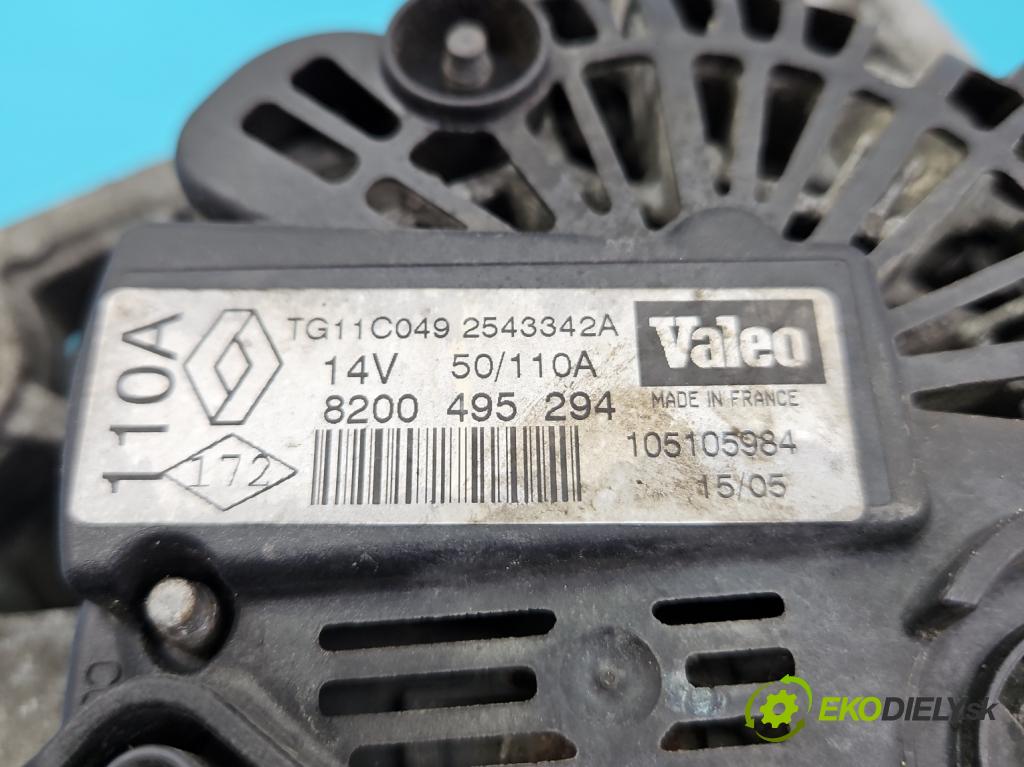 110A
TG11C049 2543342A
14V 50/110A
8200 495 294
172
Valeo
MADE IN FRANCE
105105984
15/05
EKODIELY.sk